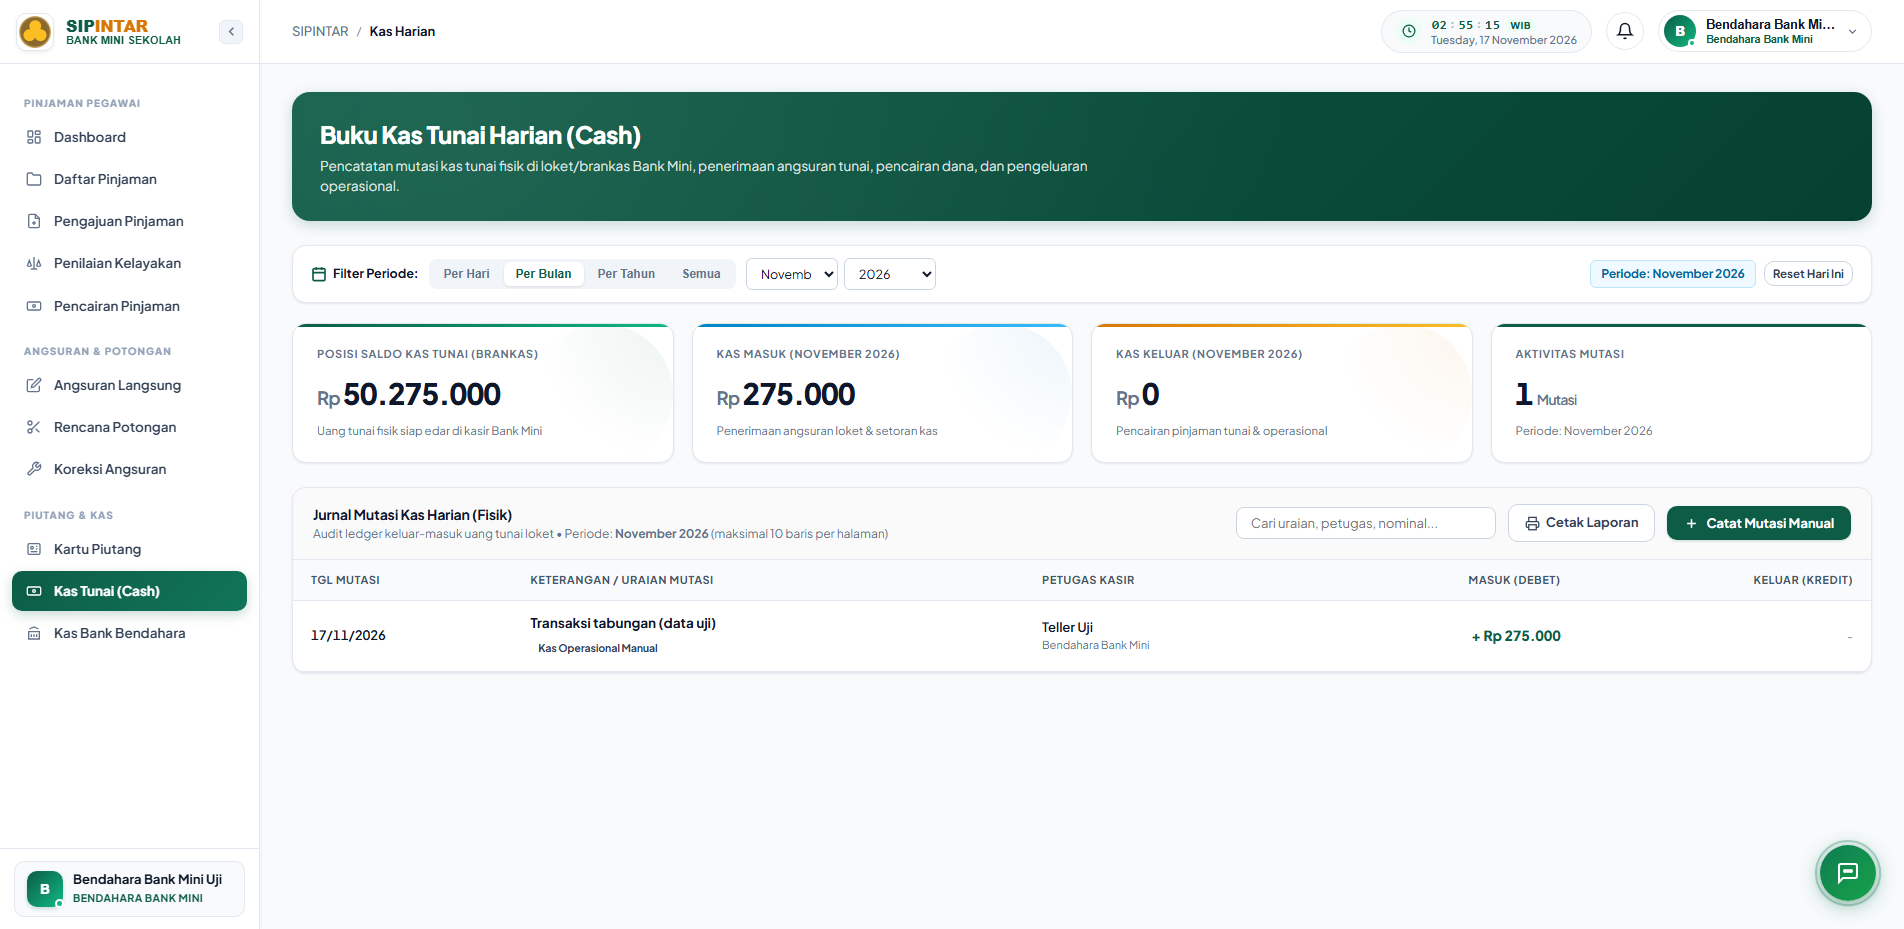 SIPINTAR
BANK MINI SEKOLAH
SIPINTAR / Kas Harian
02 : 55 : 15 WIB
Tuesday, 17 November 2026
B
Bendahara Bank Mi...
Bendahara Bank Mini
PINJAMAN PEGAWAI
Dashboard
Daftar Pinjaman
Pengajuan Pinjaman
Penilaian Kelayakan
Pencairan Pinjaman
ANGSURAN & POTONGAN
Angsuran Langsung
Rencana Potongan
Koreksi Angsuran
PIUTANG & KAS
Kartu Piutang
Kas Tunai (Cash)
Kas Bank Bendahara
B
Bendahara Bank Mini Uji
BENDAHARA BANK MINI
Buku Kas Tunai Harian (Cash)
Pencatatan mutasi kas tunai fisik di loket/brankas Bank Mini, penerimaan angsuran tunai, pencairan dana, dan pengeluaran
operasional.
Filter Periode: Per Hari Per Bulan Per Tahun Semua Novemb 2026 Periode: November 2026 Reset Hari Ini
POSISI SALDO KAS TUNAI (BRANKAS)
Rp 50.275.000
Uang tunai fisik siap edar di kasir Bank Mini
KAS MASUK (NOVEMBER 2026)
Rp 275.000
Penerimaan angsuran loket & setoran kas
KAS KELUAR (NOVEMBER 2026)
Rp 0
Pencairan pinjaman tunai & operasional
AKTIVITAS MUTASI
1 Mutasi
Periode: November 2026
Jurnal Mutasi Kas Harian (Fisik)
Audit ledger keluar-masuk uang tunai loket • Periode: November 2026 (maksimal 10 baris per halaman)
Cari uraian, petugas, nominal...
Cetak Laporan
+ Catat Mutasi Manual
TGL MUTASI KETERANGAN / URAIAN MUTASI PETUGAS KASIR MASUK (DEBET) KELUAR (KREDIT)
17/11/2026
Transaksi tabungan (data uji)
Kas Operasional Manual
Teller Uji
Bendahara Bank Mini
+ Rp 275.000
-